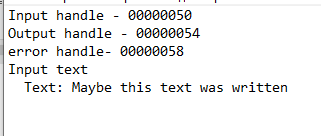 Input handle - 00000050
Output handle - 00000054
error handle- 00000058
Input text
  Text: Maybe this text was written